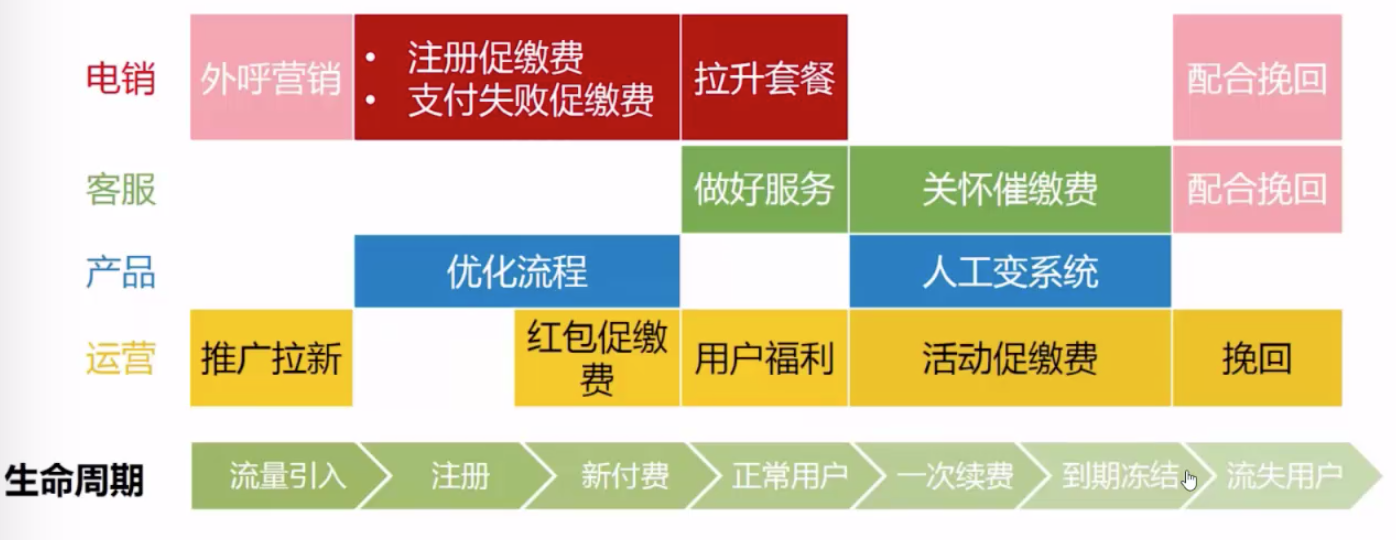 电销
外呼营销
• 注册促缴费
• 支付失败促缴费
拉升套餐
配合挽回
客服
做好服务
关怀催缴费
配合挽回
产品
优化流程
人工变系统
运营
推广拉新
红包促缴
费
用户福利
活动促缴费
挽回
生命周期
流量引入
注册
新付费
正常用户
一次续费
到期冻结
流失用户